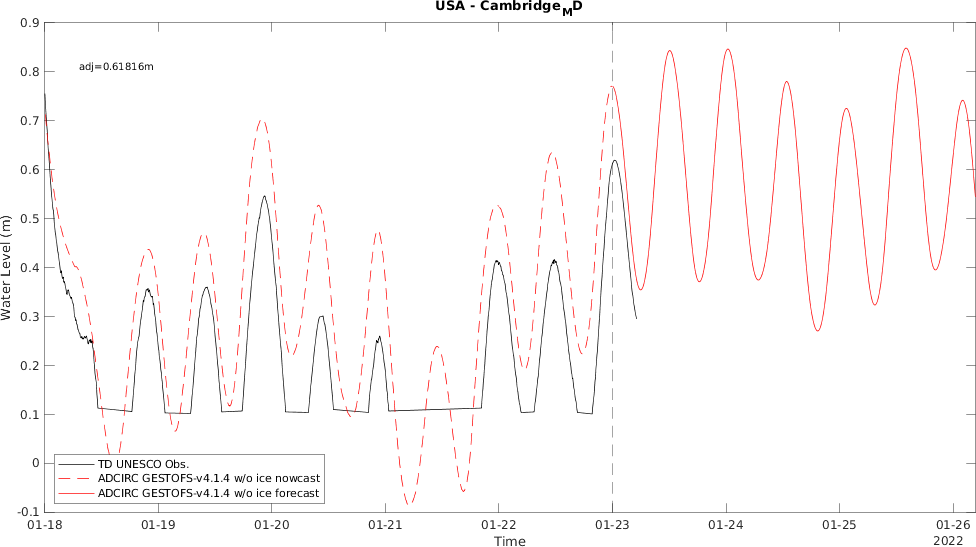 USA - Cambridge_MD
adj=0.61816m
0.9
0.8
0.7
0.6
0.5
0.4
0.3
0.2
0.1
0
-0.1
Water Level (m)
TD UNESCO Obs.
ADCIRC GESTOFS-v4.1.4 w/o ice nowcast
ADCIRC GESTOFS-v4.1.4 w/o ice forecast
01-18 01-19 01-20 01-21 01-22 01-23 01-24 01-25 01-26
Time 2022